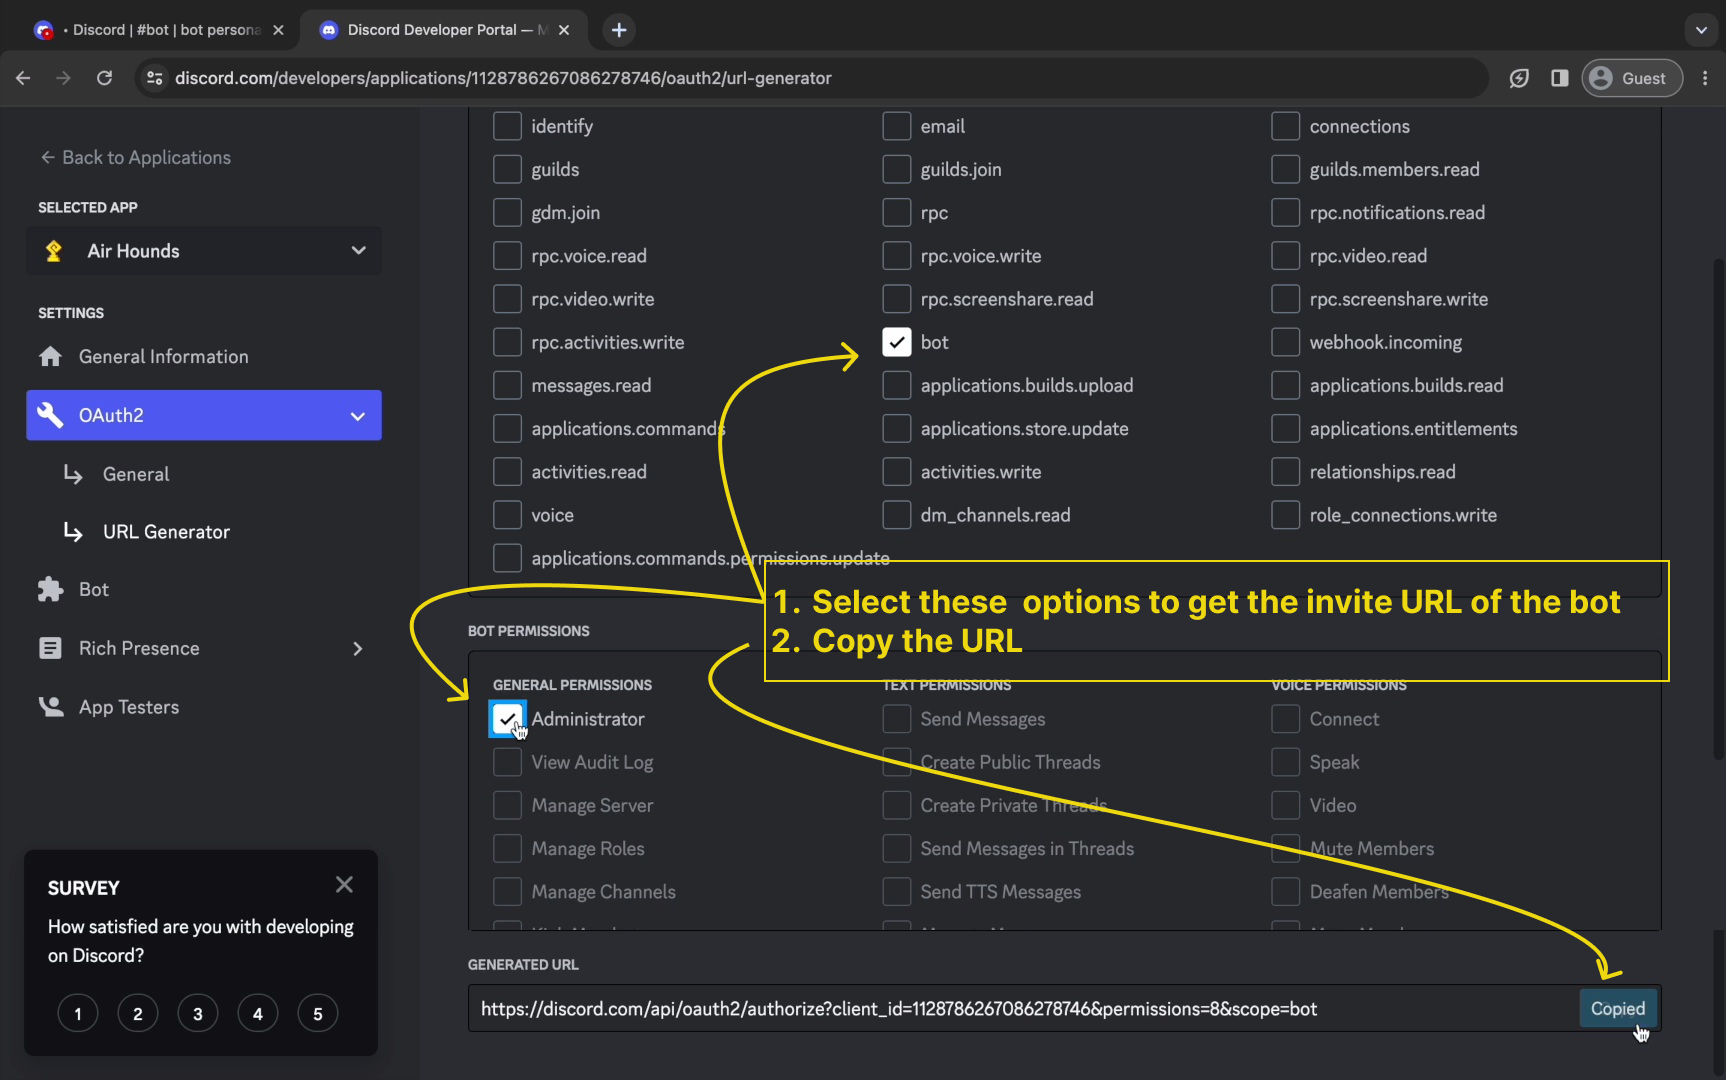 • Discord | #bot | bot persona
Discord Developer Portal — M
discord.com/developers/applications/1128786267086278746/oauth2/url-generator
Guest
Back to Applications
SELECTED APP
Air Hounds
SETTINGS
General Information
OAuth2
General
URL Generator
Bot
Rich Presence
App Testers
SURVEY
How satisfied are you with developing
on Discord?
1 2 3 4 5
identify email connections
guilds guilds.join guilds.members.read
gdm.join rpc rpc.notifications.read
rpc.voice.read rpc.voice.write rpc.video.read
rpc.video.write rpc.screenshare.read rpc.screenshare.write
rpc.activities.write bot webhook.incoming
messages.read applications.builds.upload applications.builds.read
applications.commands applications.store.update applications.entitlements
activities.read activities.write relationships.read
voice dm_channels.read role_connections.write
applications.commands.permissions.update
1. Select these options to get the invite URL of the bot
2. Copy the URL
BOT PERMISSIONS
GENERAL PERMISSIONS TEXT PERMISSIONS VOICE PERMISSIONS
Administrator Send Messages Connect
View Audit Log Create Public Threads Speak
Manage Server Create Private Threads Video
Manage Roles Send Messages in Threads Mute Members
Manage Channels Send TTS Messages Deafen Members
GENERATED URL
https://discord.com/api/oauth2/authorize?client_id=1128786267086278746&permissions=8&scope=bot
Copied